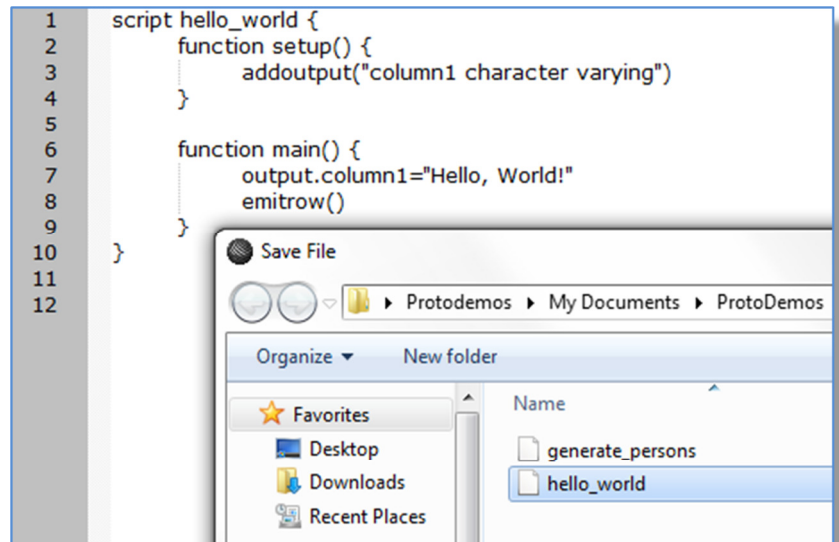 1 script hello_world {
2 function setup() {
3 addoutput("column1 character varying")
4 }
5
6 function main() {
7 output.column1="Hello, World!"
8 emitrow()
9 }
10 }
11
12
Save File
Protodemos My Documents ProtoDemos
Organize New folder
Favorites
Desktop
Downloads
Recent Places
Name
generate_persons
hello_world